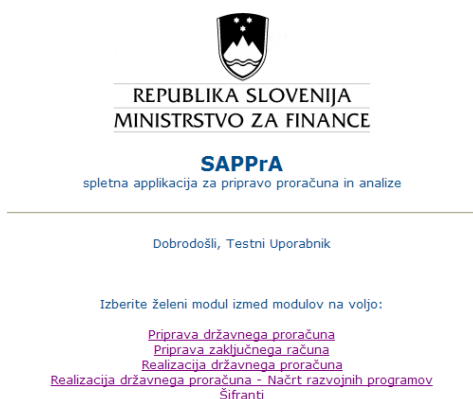 REPUBLIKA SLOVENIJA
MINISTRSTVO ZA FINANCE
SAPPrA
spletna applikacija za pripravo proračuna in analize
Dobrodošli, Testni Uporabnik
Izberite želeni modul izmed modulov na voljo:
Priprava državnega proračuna
Priprava zaključnega računa
Realizacija državnega proračuna
Realizacija državnega proračuna - Načrt razvojnih programov
Šifranti